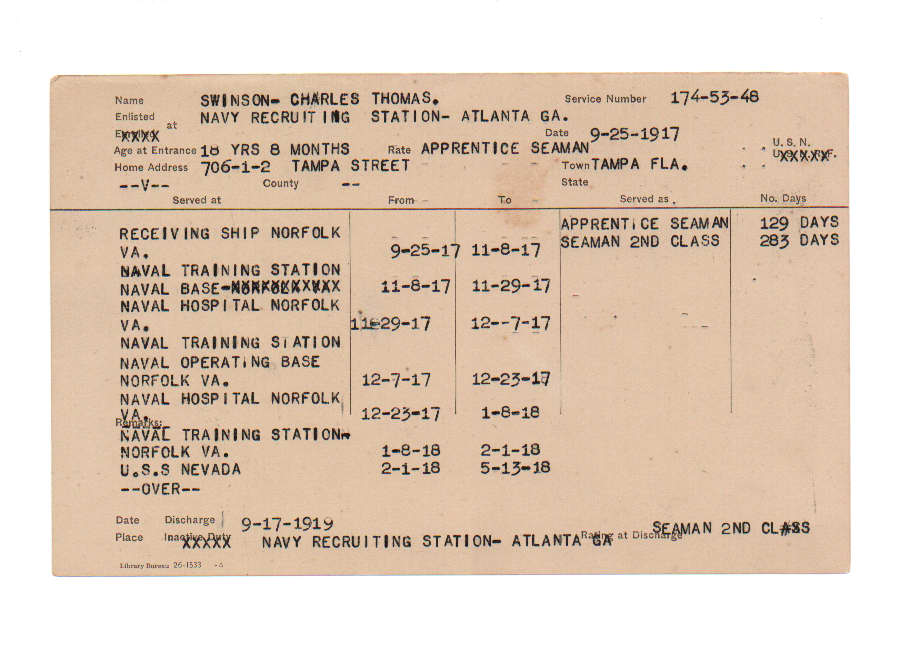 Name SWINSON- CHARLES THOMAS. Service Number 174-53-48
Enlisted at NAVY RECRUITING STATION- ATLANTA GA.
Enrolled XXXX Date 9-25-1917
Age at Entrance 18 YRS 8 MONTHS Rate APPRENTICE SEAMAN U. S. N.
Home Address 706-1-2 TAMPA STREET Town TAMPA FLA. XXXXX
--V-- County -- State
Served at From To Served as No. Days
APPRENTICE SEAMAN 129 DAYS
RECEIVING SHIP NORFOLK SEAMAN 2ND CLASS 283 DAYS
VA. 9-25-17 11-8-17
NAVAL TRAINING STATION
NAVAL BASE-XXXXXXXXXXX 11-8-17 11-29-17
NAVAL HOSPITAL NORFOLK
VA. 11-29-17 12--7-17
NAVAL TRAINING STATION
NAVAL OPERATING BASE
NORFOLK VA. 12-7-17 12-23-17
NAVAL HOSPITAL NORFOLK
VA. 12-23-17 1-8-18
Remarks:
NAVAL TRAINING STATION-
NORFOLK VA. 1-8-18 2-1-18
U.S.S NEVADA 2-1-18 5-13-18
--OVER--
Date Discharge 9-17-1919
Place Inactive Duty XXXXX NAVY RECRUITING STATION- ATLANTA GA Rating at Discharge SEAMAN 2ND CLASS
Library Bureau 26-1533